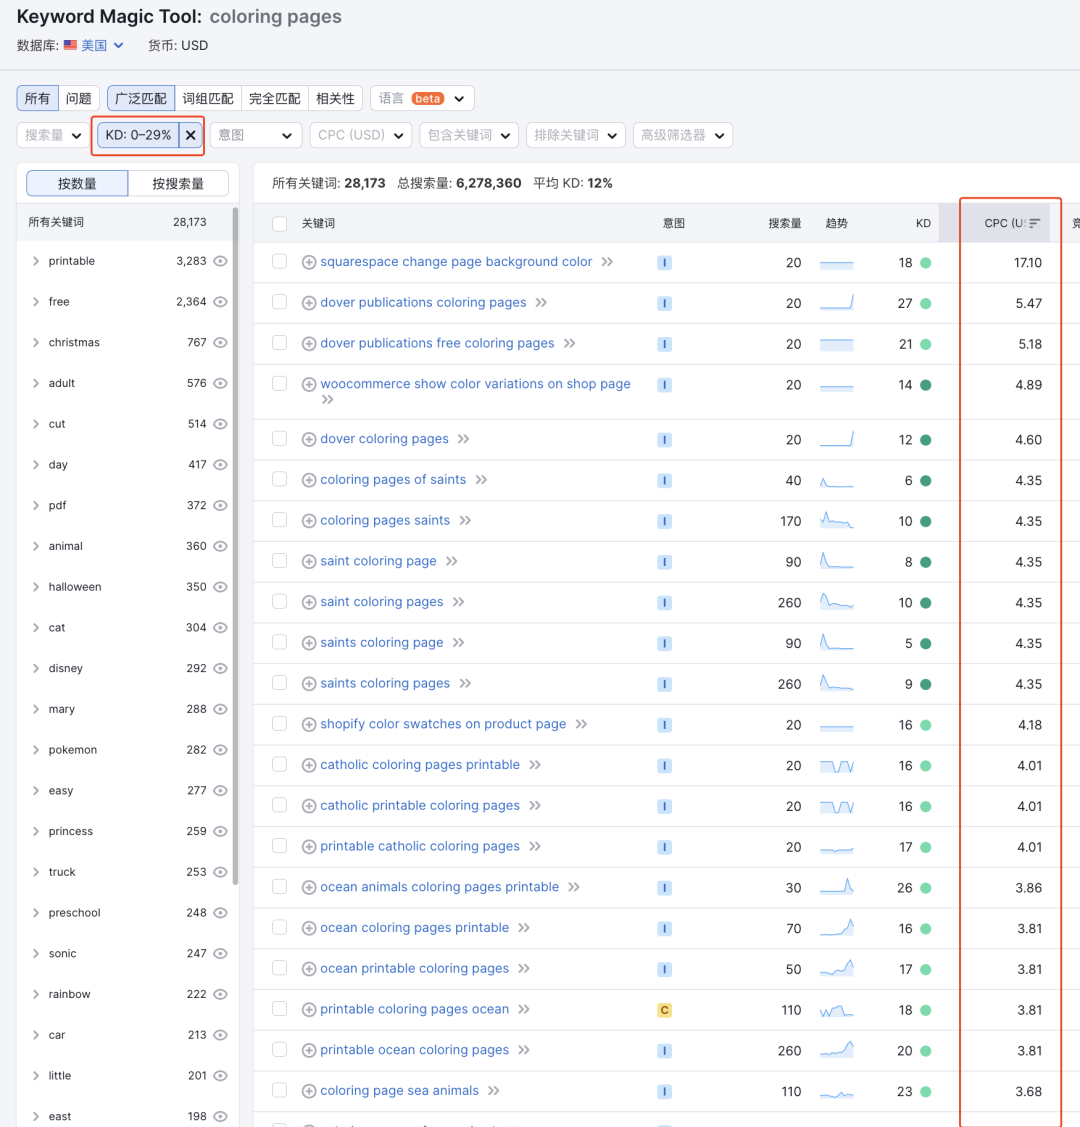 Keyword Magic Tool: coloring pages
数据库: 美国 货币: USD
所有 问题 广泛匹配 词组匹配 完全匹配 相关性 语言 beta
搜索量 KD: 0–29% 意图 CPC (USD) 包含关键词 排除关键词 高级筛选器
按数量 按搜索量
所有关键词 28,173
printable 3,283
free 2,364
christmas 767
adult 576
cut 514
day 417
pdf 372
animal 360
halloween 350
cat 304
disney 292
mary 288
pokemon 282
easy 277
princess 259
truck 253
preschool 248
sonic 247
rainbow 222
car 213
little 201
east 198
所有关键词: 28,173 总搜索量: 6,278,360 平均 KD: 12%
关键词 意图 搜索量 趋势 KD CPC (U
squarespace change page background color I 20 18 17.10
dover publications coloring pages I 20 27 5.47
dover publications free coloring pages I 20 21 5.18
woocommerce show color variations on shop page I 20 14 4.89
dover coloring pages I 20 12 4.60
coloring pages of saints I 40 6 4.35
coloring pages saints I 170 10 4.35
saint coloring page I 90 8 4.35
saint coloring pages I 260 10 4.35
saints coloring page I 90 5 4.35
saints coloring pages I 260 9 4.35
shopify color swatches on product page I 20 16 4.18
catholic coloring pages printable I 20 16 4.01
catholic printable coloring pages I 20 16 4.01
printable catholic coloring pages I 20 17 4.01
ocean animals coloring pages printable I 30 26 3.86
ocean coloring pages printable I 70 16 3.81
ocean printable coloring pages I 50 17 3.81
printable coloring pages ocean C 110 18 3.81
printable ocean coloring pages I 260 20 3.81
coloring page sea animals I 110 23 3.68